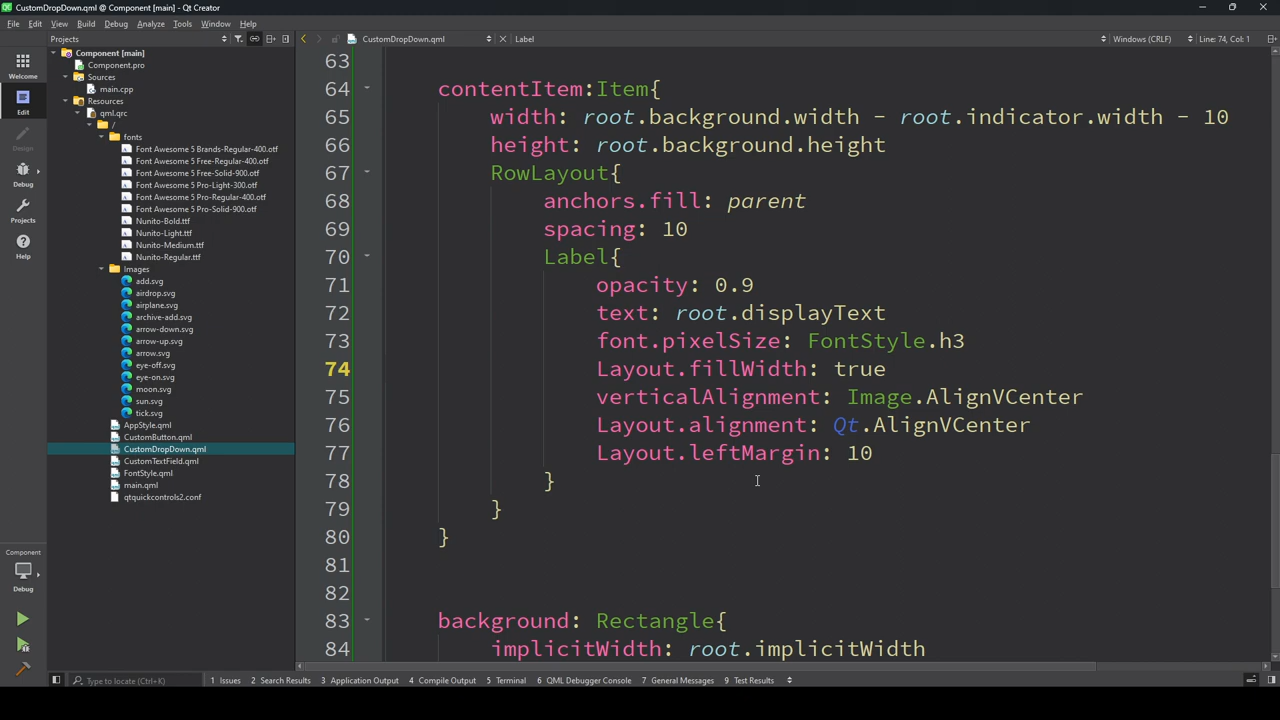 CustomDropDown.qml @ Component [main] - Qt Creator
File Edit View Build Debug Analyze Tools Window Help
Projects
CustomDropDown.qml
Label
Windows (CRLF)
Line: 74, Col: 1
Welcome
Edit
Design
Debug
Projects
Help
Component
Debug
Component [main]
Component.pro
Sources
main.cpp
Resources
qml.qrc
/
fonts
Font Awesome 5 Brands-Regular-400.otf
Font Awesome 5 Free-Regular-400.otf
Font Awesome 5 Free-Solid-900.otf
Font Awesome 5 Pro-Light-300.otf
Font Awesome 5 Pro-Regular-400.otf
Font Awesome 5 Pro-Solid-900.otf
Nunito-Bold.ttf
Nunito-Light.ttf
Nunito-Medium.ttf
Nunito-Regular.ttf
Images
add.svg
airdrop.svg
airplane.svg
archive-add.svg
arrow-down.svg
arrow-up.svg
arrow.svg
eye-off.svg
eye-on.svg
moon.svg
sun.svg
tick.svg
AppStyle.qml
CustomButton.qml
CustomDropDown.qml
CustomTextField.qml
FontStyle.qml
main.qml
qtquickcontrols2.conf
63
64 contentItem:Item{
65 width: root.background.width - root.indicator.width - 10
66 height: root.background.height
67 RowLayout{
68 anchors.fill: parent
69 spacing: 10
70 Label{
71 opacity: 0.9
72 text: root.displayText
73 font.pixelSize: FontStyle.h3
74 Layout.fillWidth: true
75 verticalAlignment: Image.AlignVCenter
76 Layout.alignment: Qt.AlignVCenter
77 Layout.leftMargin: 10
78 }
79 }
80 }
81
82
83 background: Rectangle{
84 implicitWidth: root.implicitWidth
Type to locate (Ctrl+K)
1 Issues
2 Search Results
3 Application Output
4 Compile Output
5 Terminal
6 QML Debugger Console
7 General Messages
9 Test Results